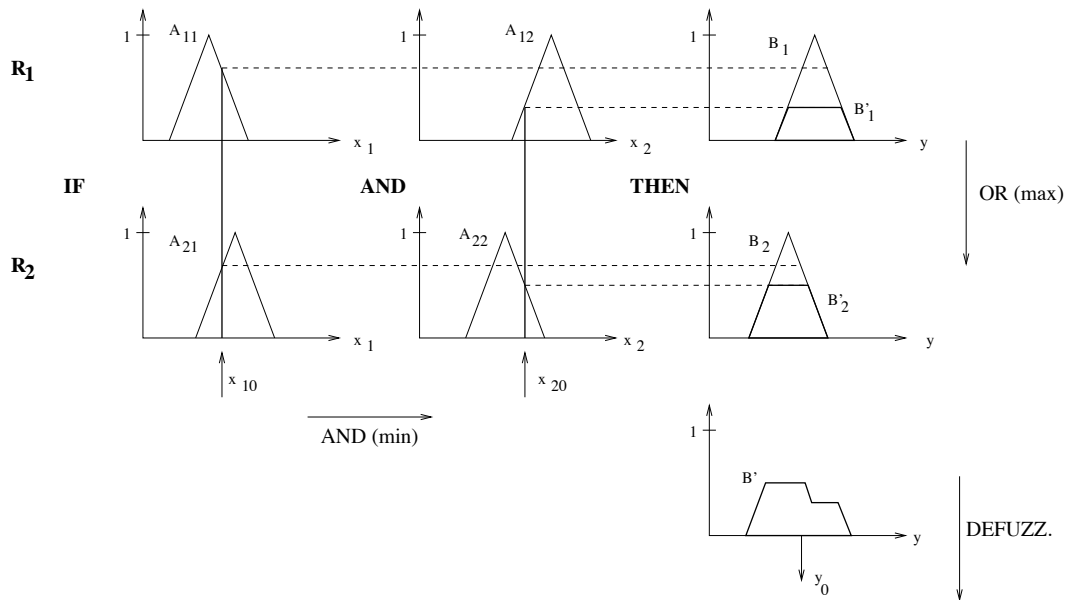 A11
A12
B1
1
1
1
R1
B'1
x1
x2
y
IF
AND
THEN
OR (max)
A21
A22
B2
1
1
1
R2
B'2
x1
x2
y
x10
x20
AND (min)
1
B'
y
DEFUZZ.
y0